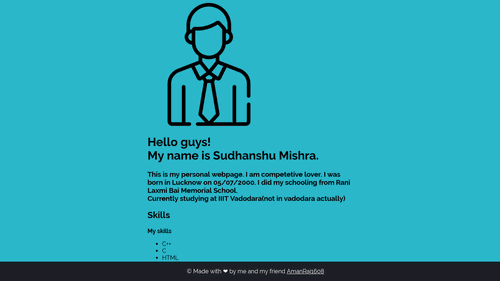 Hello guys!
My name is Sudhanshu Mishra.
This is my personal webpage. I am competetive lover. I was
born in Lucknow on 05/07/2000. I did my schooling from Rani
Laxmi Bai Memorial School.
Currently studying at IIIT Vadodara(not in vadodara actually)
Skills
My skills
• C++
• C
• HTML
© Made with ❤ by me and my friend AmanRaj1608